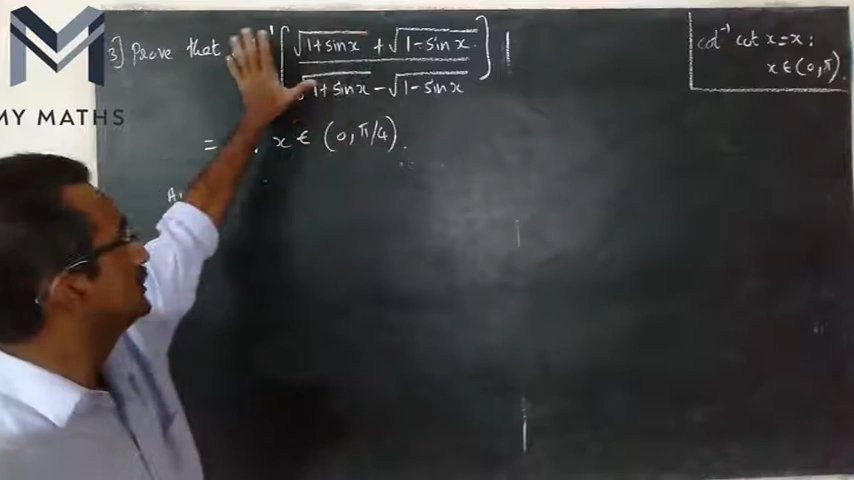 MY MATHS
3] Prove that ⁻¹[ (√1+sinx + √1-sinx) / (√1+sinx - √1-sinx) ]
= , x ∈ (0, π/4).
cot⁻¹ cot x = x ;
x ∈ (0, π)